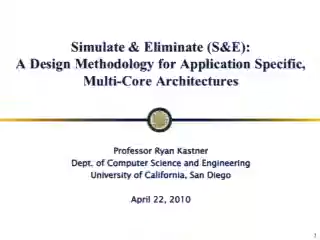 Simulate & Eliminate (S&E):
A Design Methodology for Application Specific,
Multi-Core Architectures
Professor Ryan Kastner
Dept. of Computer Science and Engineering
University of California, San Diego
April 22, 2010
1